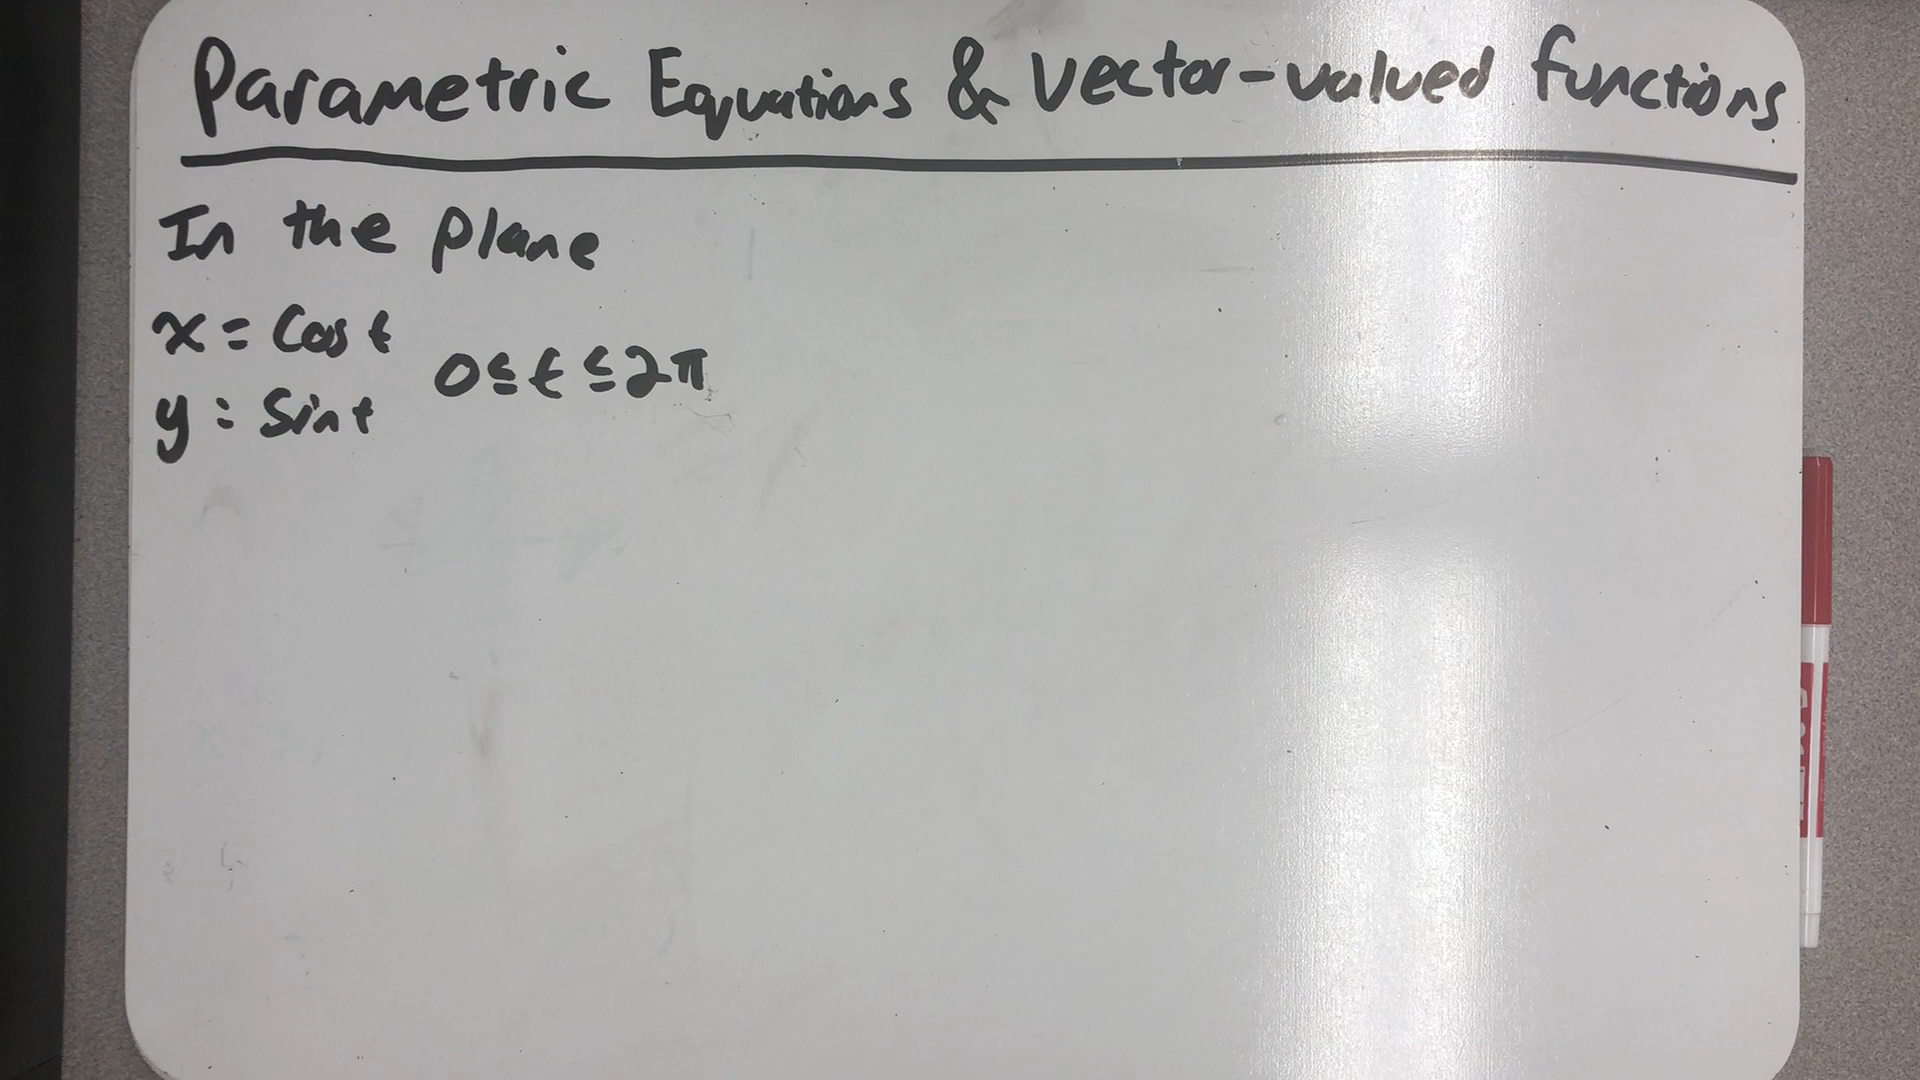 Parametric Equations & vector-valued functions
In the plane
x = Cos t
0 ≤ t ≤ 2π
y = Sin t